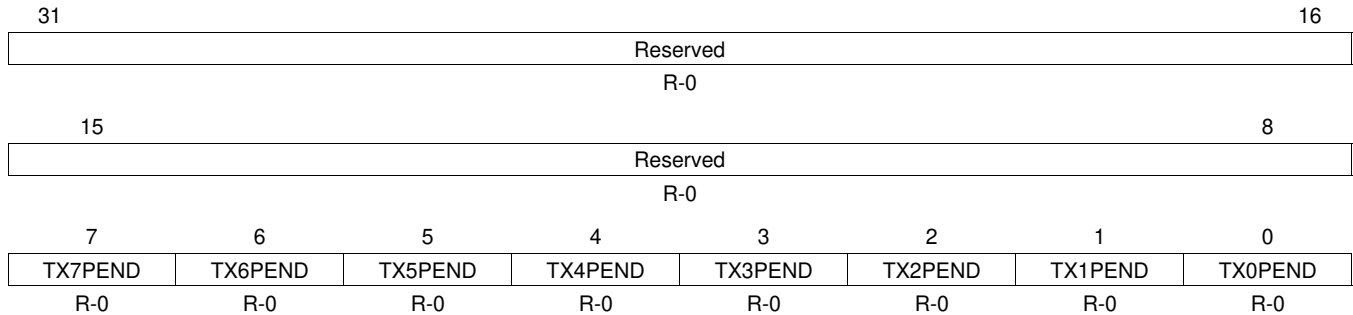 31 16
Reserved
R-0
15 8
Reserved
R-0
7 6 5 4 3 2 1 0
TX7PEND TX6PEND TX5PEND TX4PEND TX3PEND TX2PEND TX1PEND TX0PEND
R-0 R-0 R-0 R-0 R-0 R-0 R-0 R-0